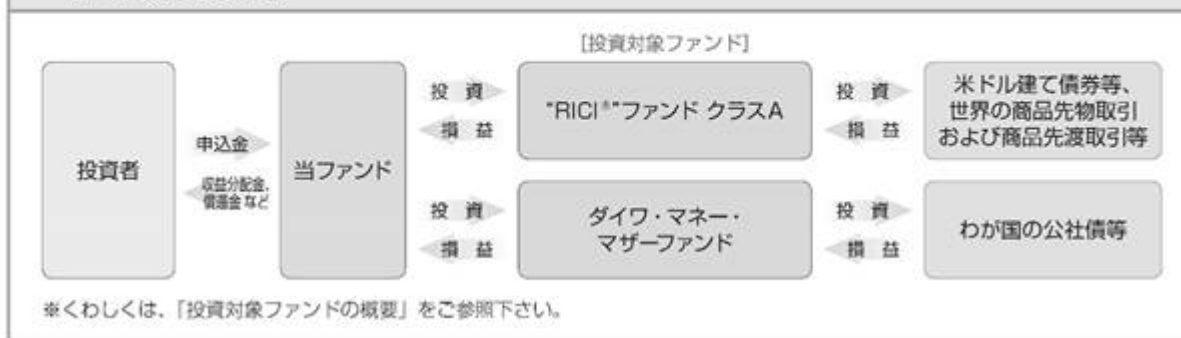 [投資対象ファンド]
投資者
申込金
収益分配金、
償還金 など
当ファンド
投 資
損 益
"RICI®"ファンド クラスA
投 資
損 益
米ドル建て債券等、
世界の商品先物取引
および商品先渡取引等
投 資
損 益
ダイワ・マネー・
マザーファンド
投 資
損 益
わが国の公社債等
※くわしくは、「投資対象ファンドの概要」をご参照下さい。